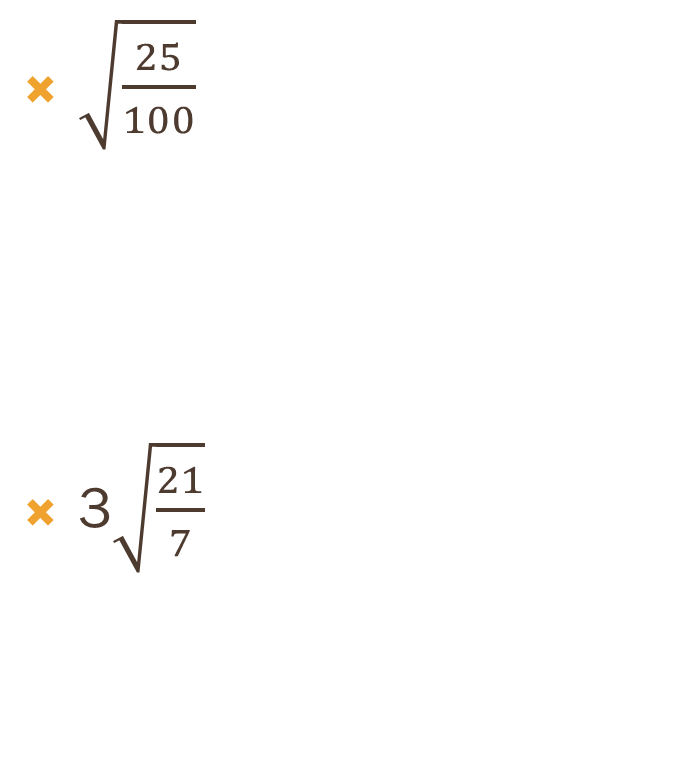 × √(25/100)
× 3√(21/7)